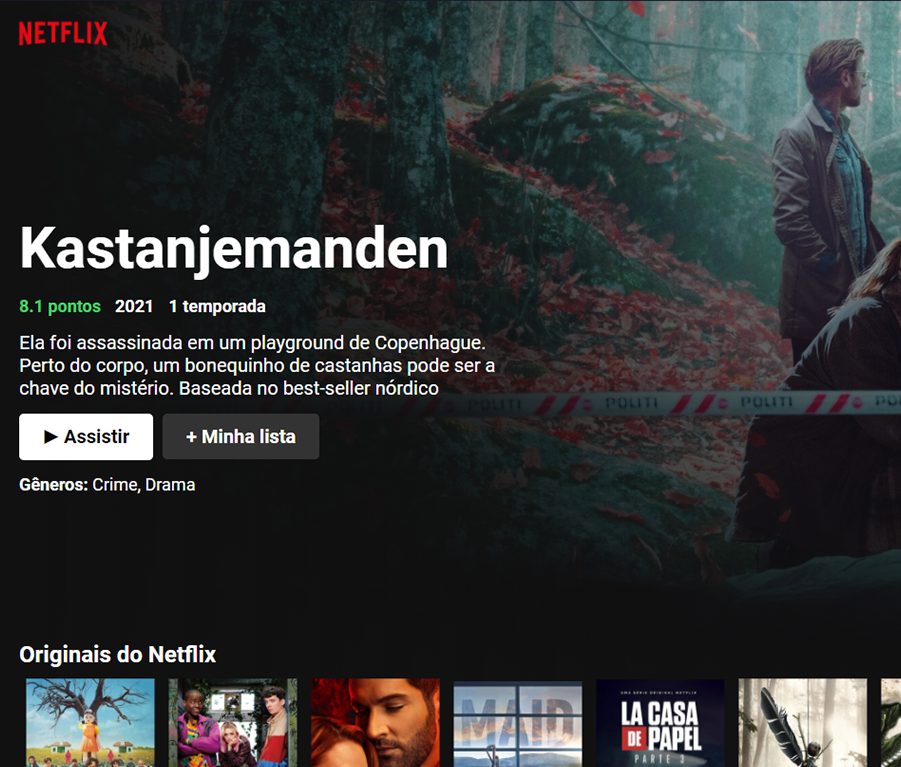 NETFLIX
Kastanjemanden
8.1 pontos 2021 1 temporada
Ela foi assassinada em um playground de Copenhague.
Perto do corpo, um bonequinho de castanhas pode ser a
chave do mistério. Baseada no best-seller nórdico
POLITI POLITI POLITI
▶ Assistir + Minha lista
Gêneros: Crime, Drama
Originais do Netflix
MAID
UMA SÉRIE ORIGINAL NETFLIX
LA CASA
DE PAPEL
PARTE 3